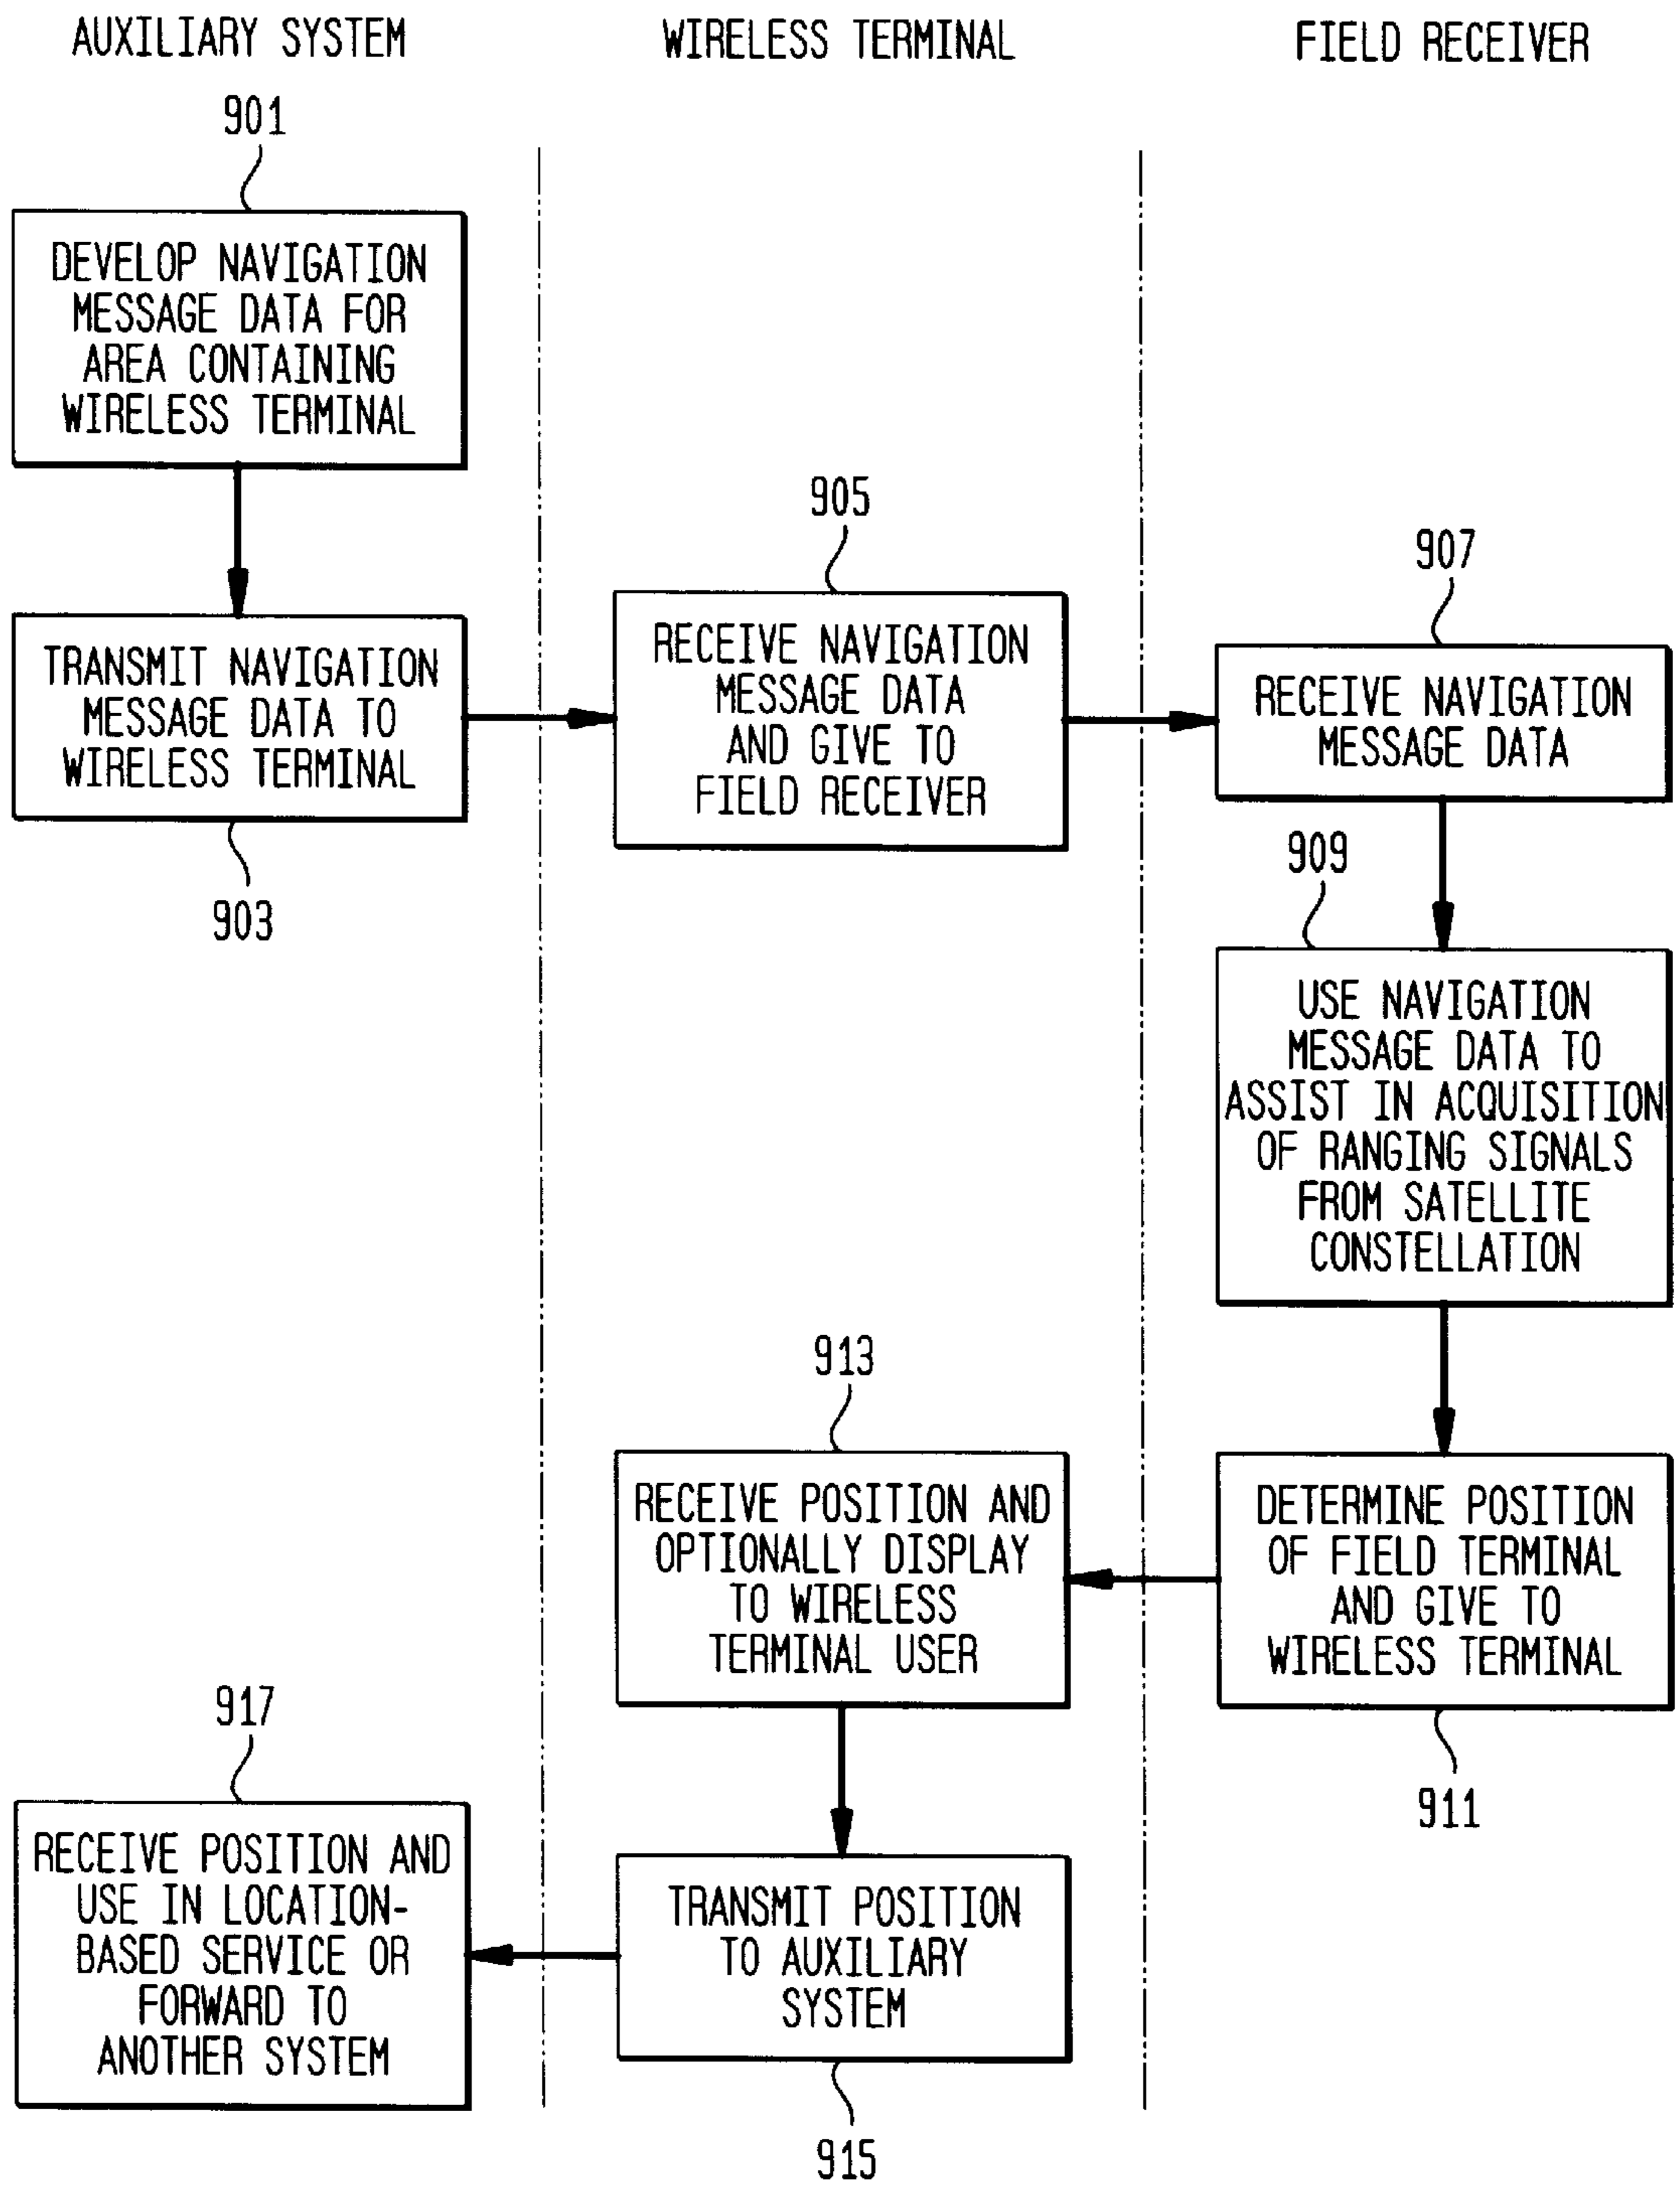 AUXILIARY SYSTEM
WIRELESS TERMINAL
FIELD RECEIVER
901
DEVELOP NAVIGATION
MESSAGE DATA FOR
AREA CONTAINING
WIRELESS TERMINAL
TRANSMIT NAVIGATION
MESSAGE DATA TO
WIRELESS TERMINAL
903
905
RECEIVE NAVIGATION
MESSAGE DATA
AND GIVE TO
FIELD RECEIVER
907
RECEIVE NAVIGATION
MESSAGE DATA
909
USE NAVIGATION
MESSAGE DATA TO
ASSIST IN ACQUISITION
OF RANGING SIGNALS
FROM SATELLITE
CONSTELLATION
DETERMINE POSITION
OF FIELD TERMINAL
AND GIVE TO
WIRELESS TERMINAL
911
913
RECEIVE POSITION AND
OPTIONALLY DISPLAY
TO WIRELESS
TERMINAL USER
TRANSMIT POSITION
TO AUXILIARY
SYSTEM
915
917
RECEIVE POSITION AND
USE IN LOCATION-
BASED SERVICE OR
FORWARD TO
ANOTHER SYSTEM